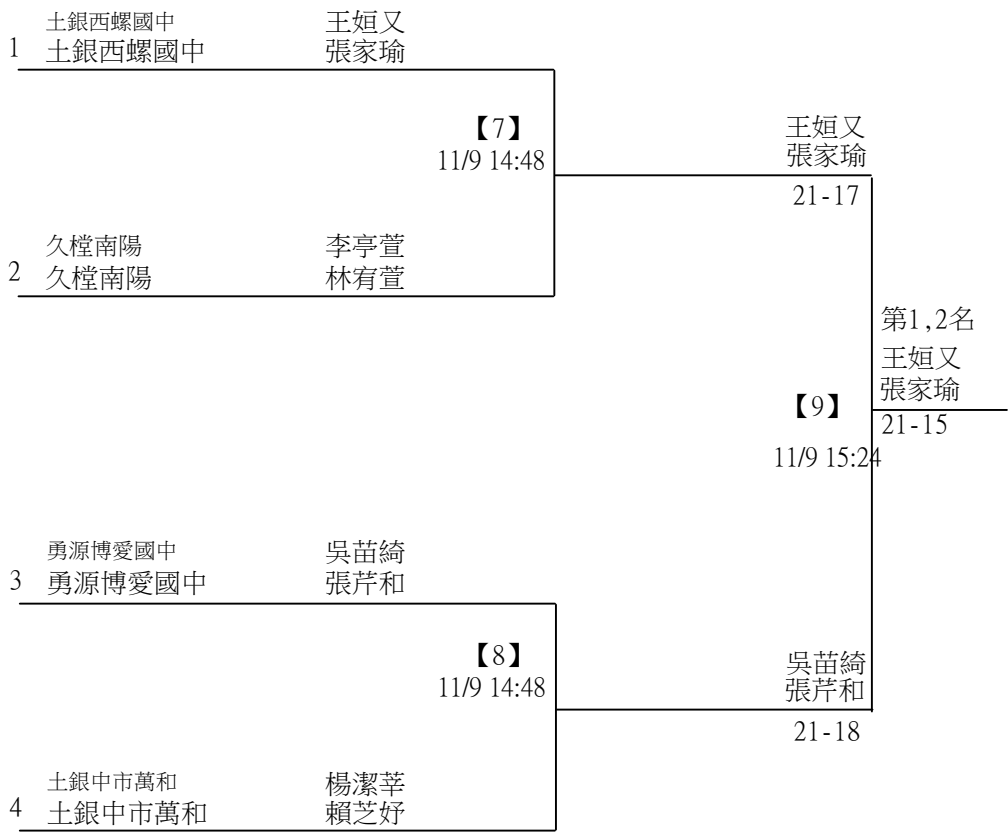 土銀西螺國中 王姮又
1 土銀西螺國中 張家瑜
【7】
11/9 14:48
王姮又
張家瑜
21-17
久樘南陽 李亭萱
2 久樘南陽 林宥萱
第1,2名
王姮又
張家瑜
【9】
21-15
11/9 15:24
勇源博愛國中 吳苗綺
3 勇源博愛國中 張芹和
【8】
11/9 14:48
吳苗綺
張芹和
21-18
土銀中市萬和 楊潔莘
4 土銀中市萬和 賴芝妤